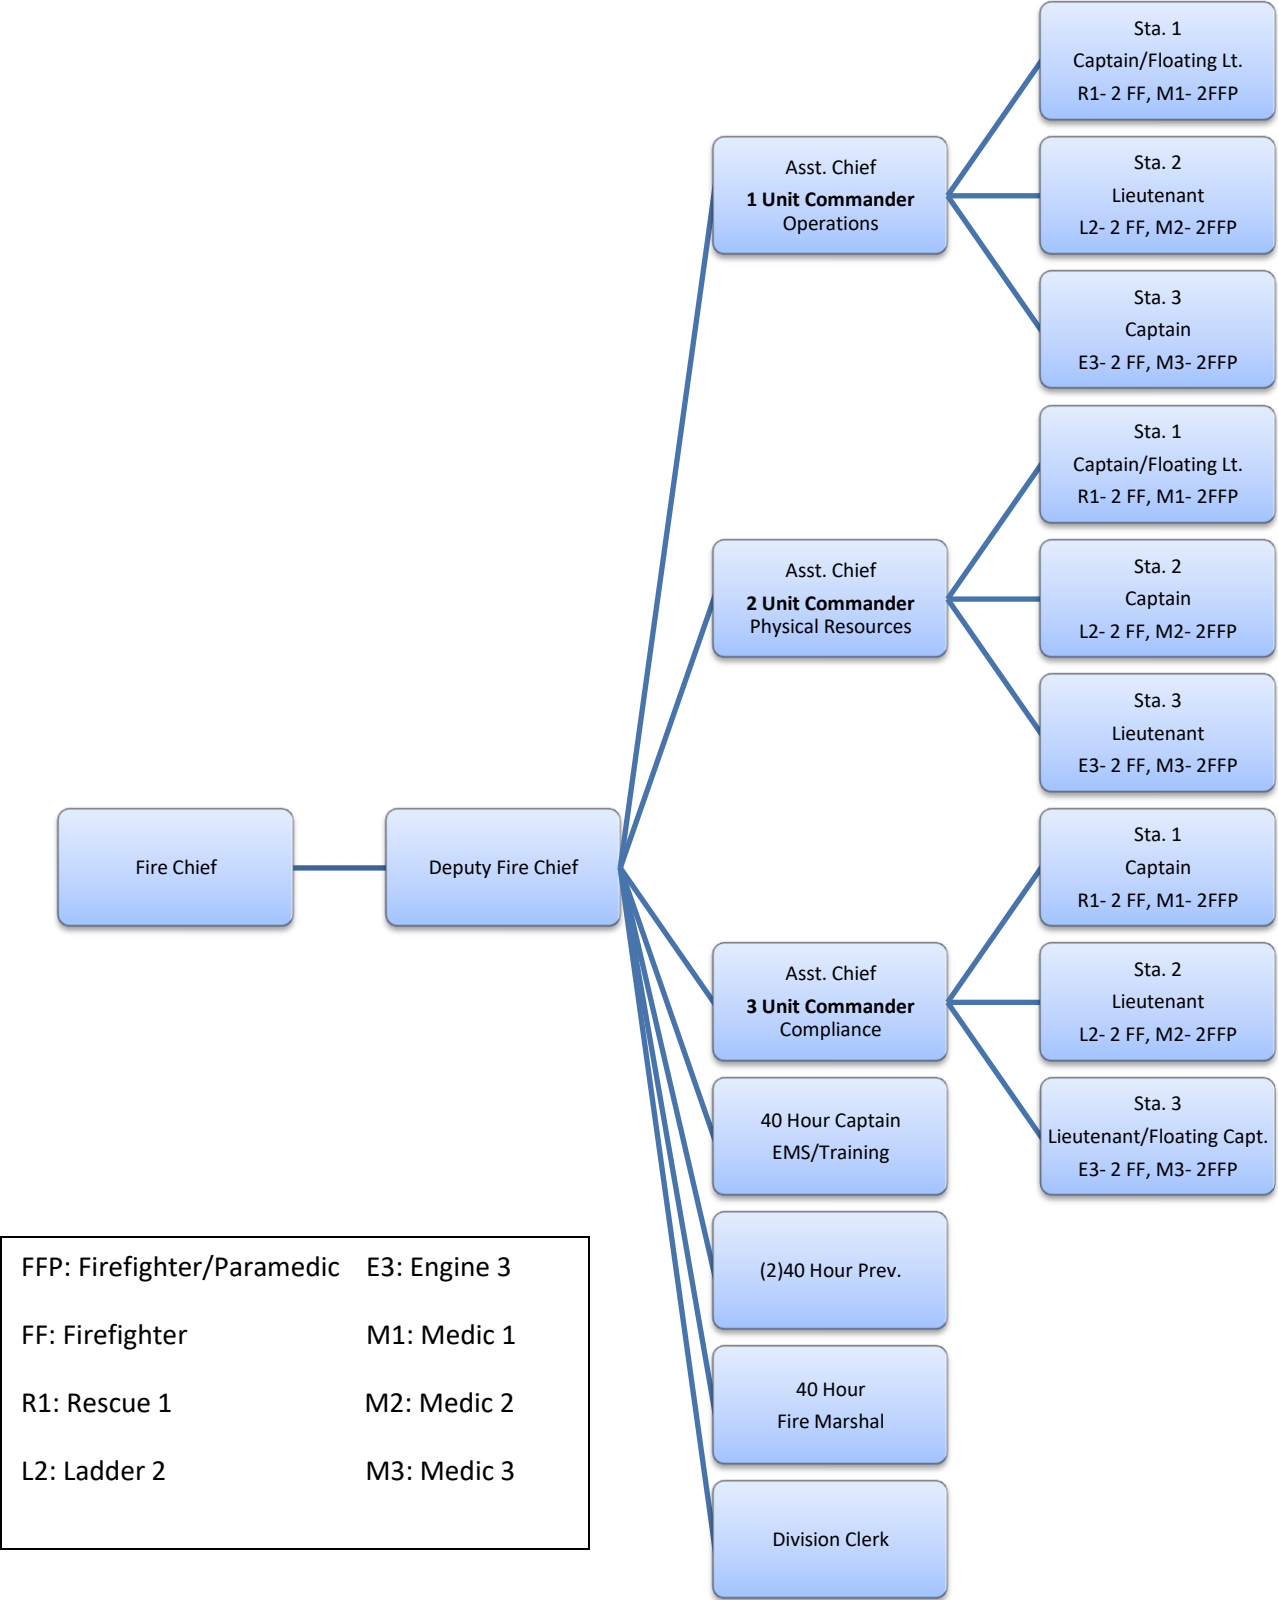 Fire Chief
Deputy Fire Chief
Asst. Chief
1 Unit Commander
Operations
Sta. 1
Captain/Floating Lt.
R1- 2 FF, M1- 2FFP
Sta. 2
Lieutenant
L2- 2 FF, M2- 2FFP
Sta. 3
Captain
E3- 2 FF, M3- 2FFP
Asst. Chief
2 Unit Commander
Physical Resources
Sta. 1
Captain/Floating Lt.
R1- 2 FF, M1- 2FFP
Sta. 2
Captain
L2- 2 FF, M2- 2FFP
Sta. 3
Lieutenant
E3- 2 FF, M3- 2FFP
Asst. Chief
3 Unit Commander
Compliance
Sta. 1
Captain
R1- 2 FF, M1- 2FFP
Sta. 2
Lieutenant
L2- 2 FF, M2- 2FFP
Sta. 3
Lieutenant/Floating Capt.
E3- 2 FF, M3- 2FFP
40 Hour Captain
EMS/Training
(2)40 Hour Prev.
40 Hour
Fire Marshal
Division Clerk
FFP: Firefighter/Paramedic E3: Engine 3
FF: Firefighter M1: Medic 1
R1: Rescue 1 M2: Medic 2
L2: Ladder 2 M3: Medic 3